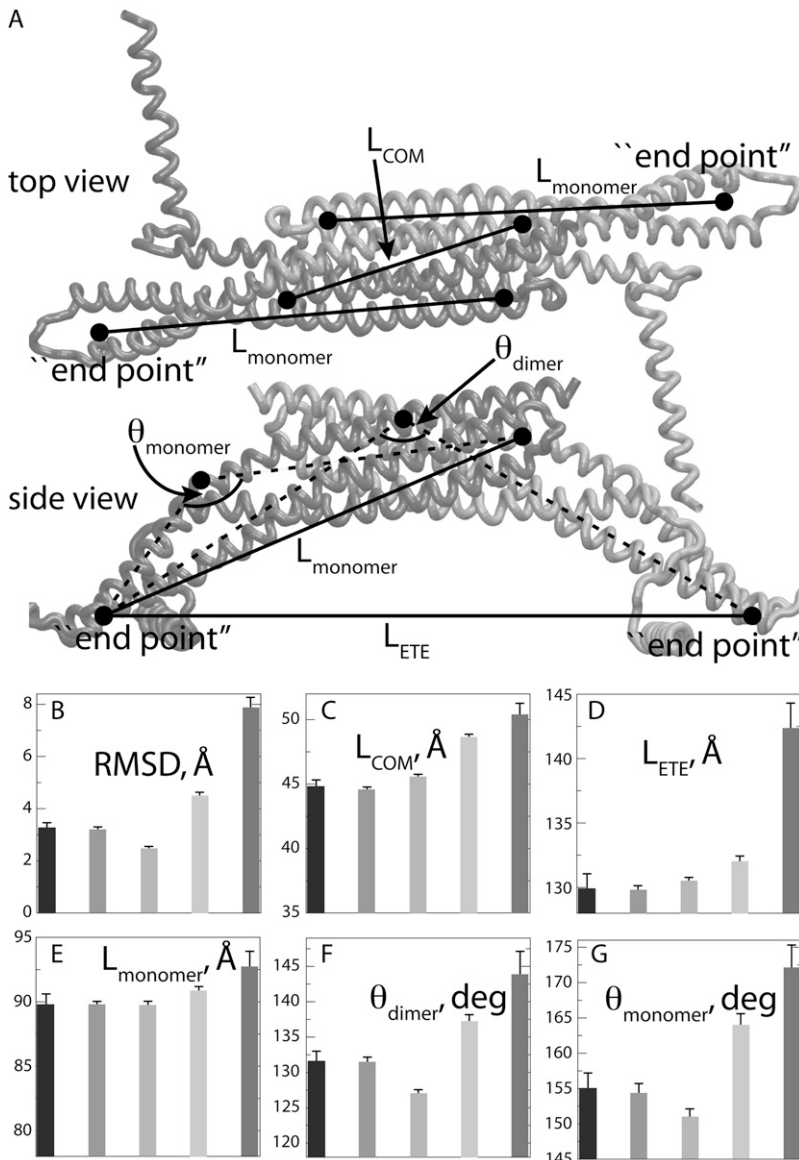 A
top view
L_COM
L_monomer
``end point''
L_monomer
``end point''
θ_dimer
θ_monomer
side view
L_monomer
``end point''
L_ETE
``end point''
B
RMSD, Å
8
6
4
2
0
C
L_COM, Å
50
45
40
35
D
L_ETE, Å
145
140
135
130
E
L_monomer, Å
95
90
85
80
F
θ_dimer, deg
145
140
135
130
125
120
G
θ_monomer, deg
175
170
165
160
155
150
145